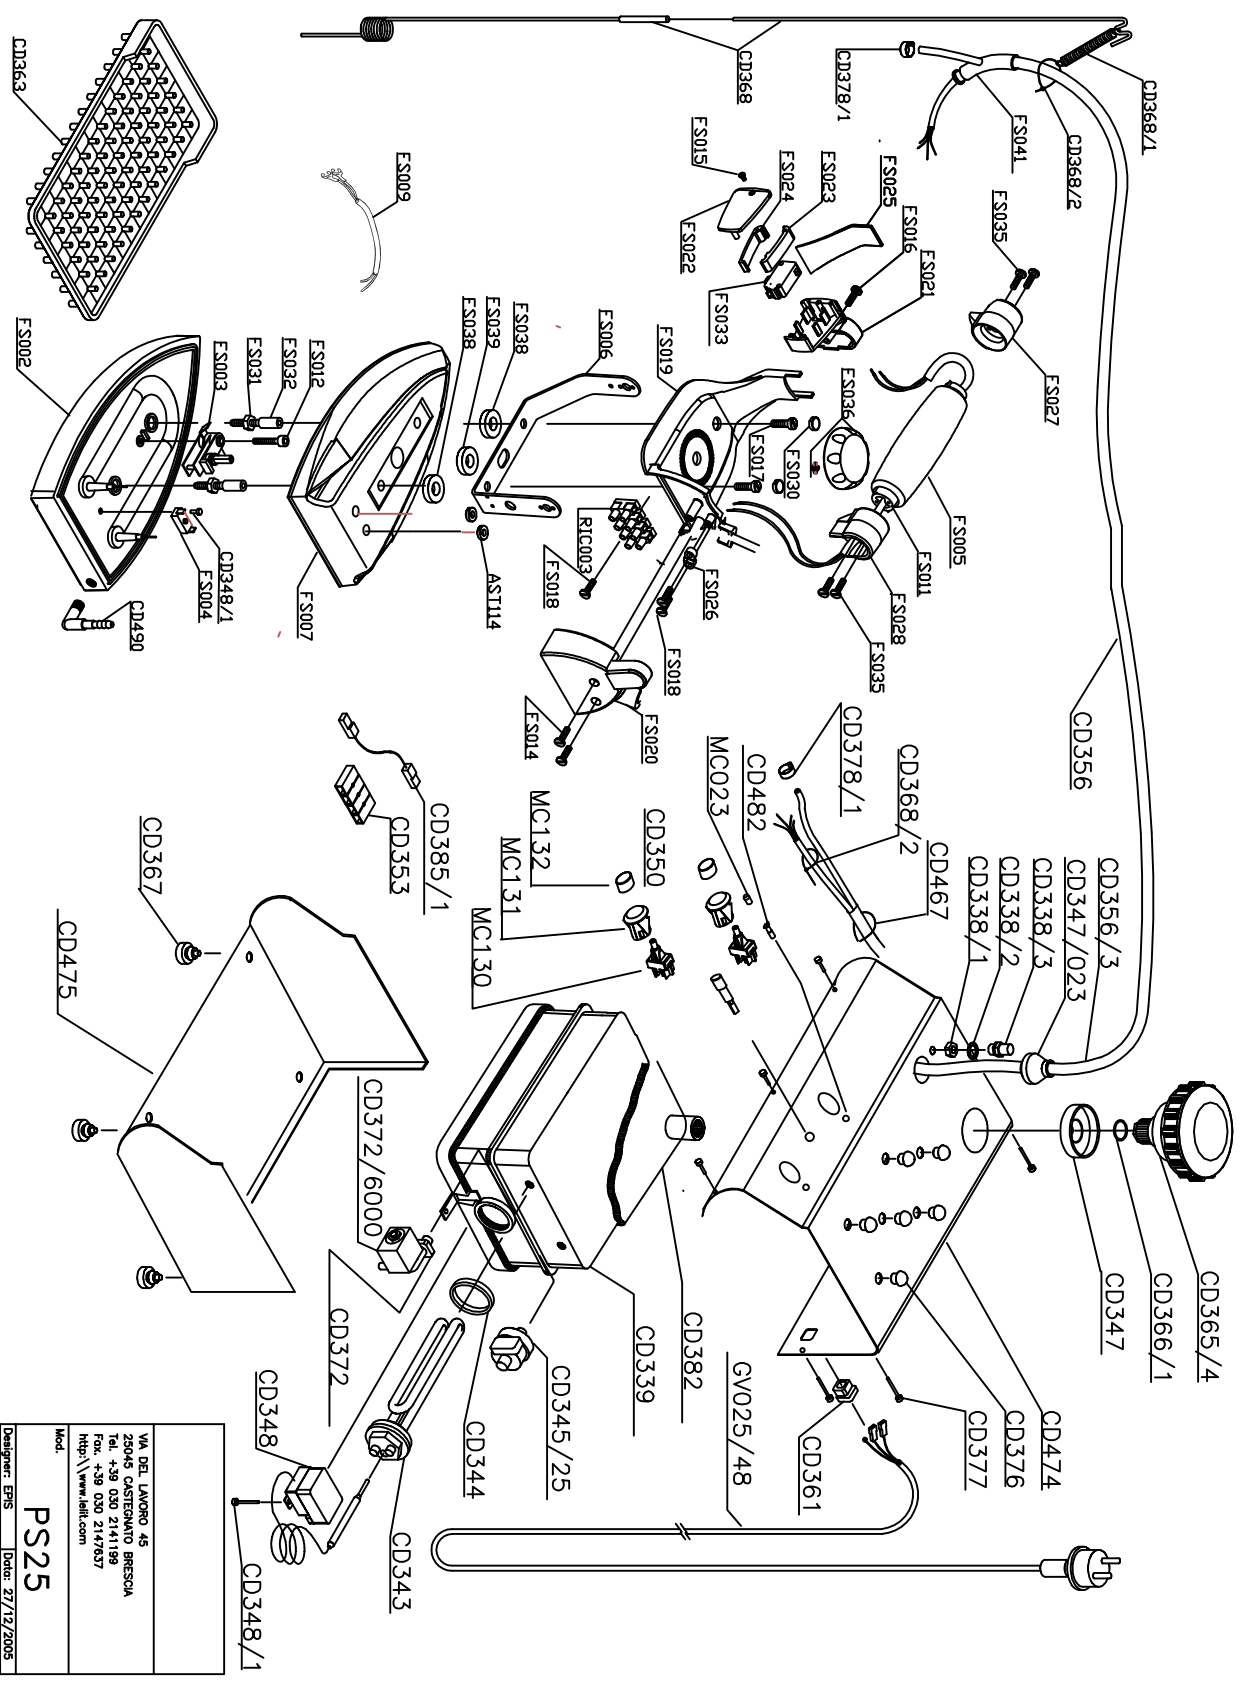 CD363
CD368
CD378/1
FS041
CD368/2
CD368/1
FS009
FS015
FS022
FS024
FS023
FS025
FS016
FS021
FS033
FS035
FS027
FS002
FS003
FS031
FS032
FS012
FS038
FS039
FS038
FS006
FS019
FS036
FS030
FS017
FS005
FS011
FS028
FS035
CD348/1
FS004
CD490
FS007
AST114
RIC003
FS018
FS026
FS018
FS020
FS014
CD356
CD378/1
CD368/2
CD467
MC023
CD482
CD350
MC132
MC131
MC130
CD385/1
CD353
CD367
CD475
CD338/1
CD338/2
CD338/3
CD347/023
CD356/3
CD372/6000
CD372
CD348
CD343
CD344
CD345/25
CD339
CD382
GV025/48
CD361
CD377
CD376
CD474
CD347
CD366/1
CD365/4
CD348/1
VIA DEL LAVORO 45
25045 CASTEGNATO BRESCIA
Tel. +39 030 2141199
Fax. +39 030 2147637
http:\\www.lelit.com
Mod.
PS25
Designer: EPIS
Data: 27/12/2005